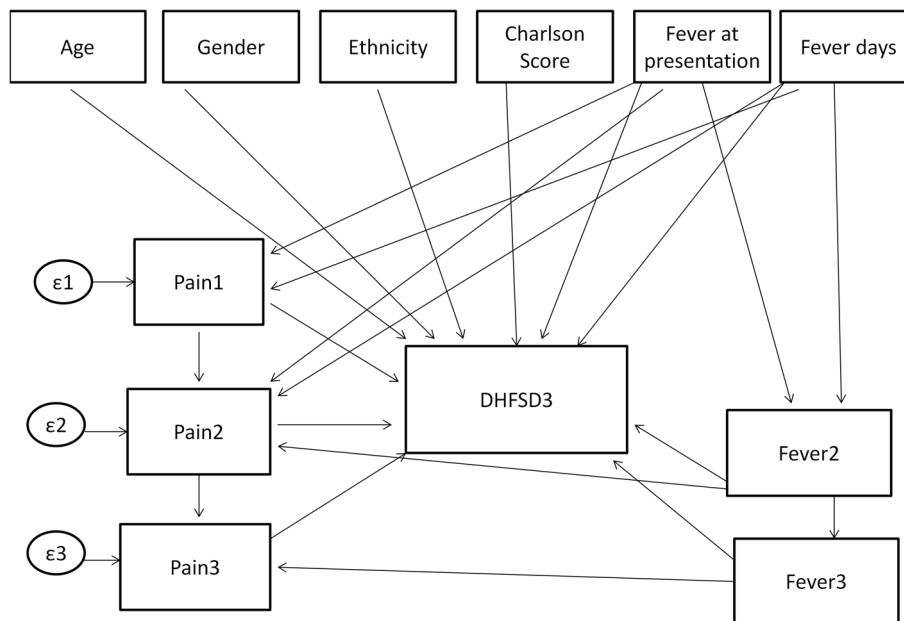 Age
Gender
Ethnicity
Charlson
Score
Fever at
presentation
Fever days
ε1
Pain1
DHFSD3
ε2
Pain2
Fever2
ε3
Pain3
Fever3